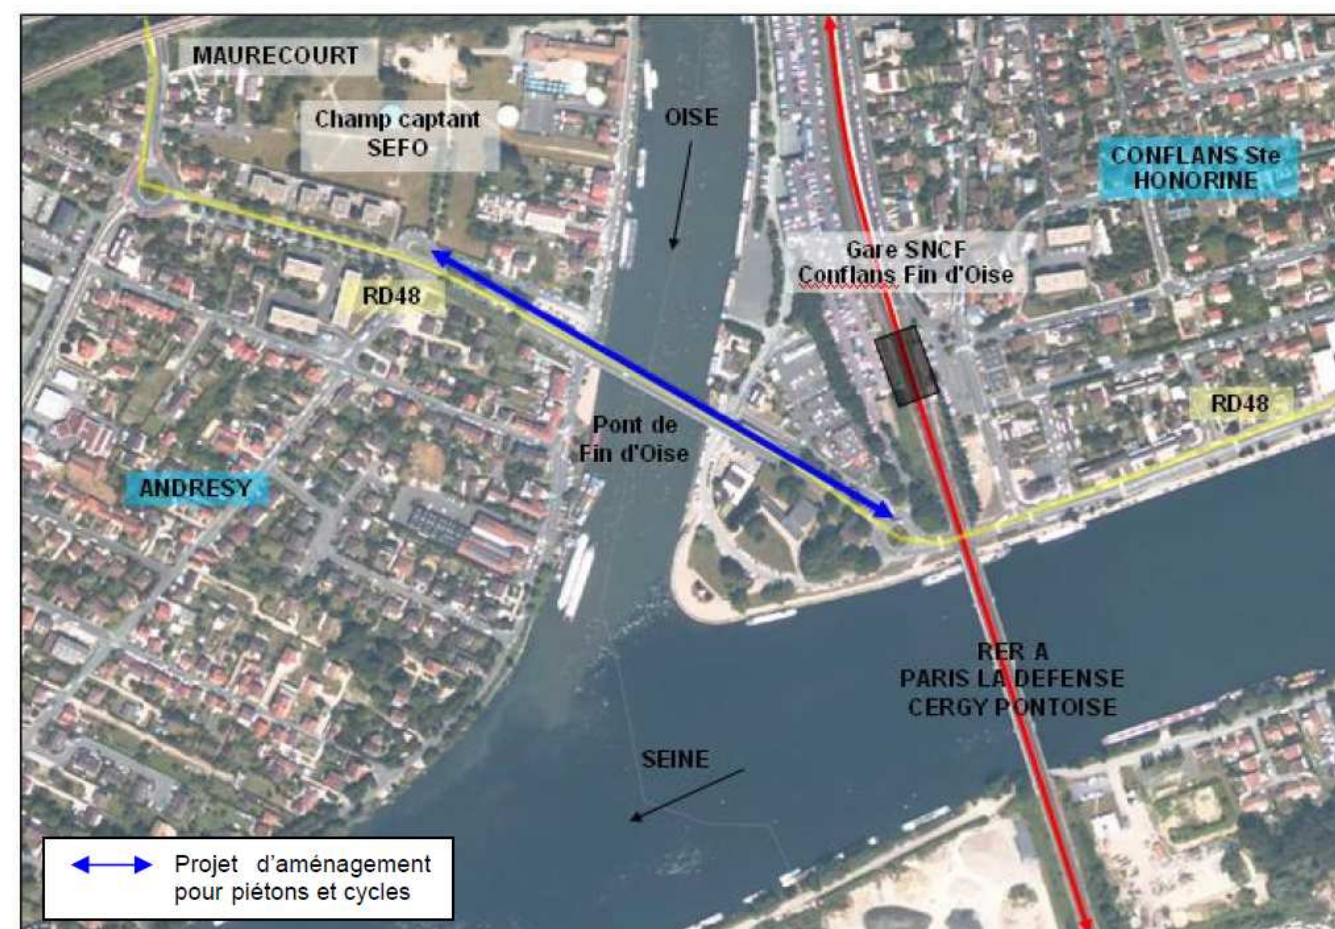 MAURECOURT
Champ captant
SEFO
OISE
CONFLANS Ste
HONORINE
Gare SNCF
Conflans Fin d'Oise
RD48
RD48
Pont de
Fin d'Oise
ANDRESY
RER A
PARIS LA DEFENSE
CERGY PONTOISE
SEINE
Projet d'aménagement
pour piétons et cycles